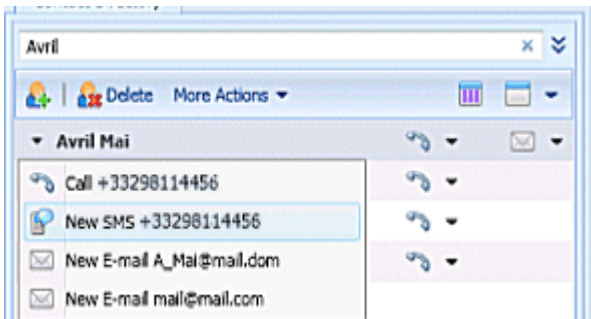 Avril
Delete More Actions
Avril Mai
Call +33298114456
New SMS +33298114456
New E-mail A_Mai@mail.dom
New E-mail mail@mail.com